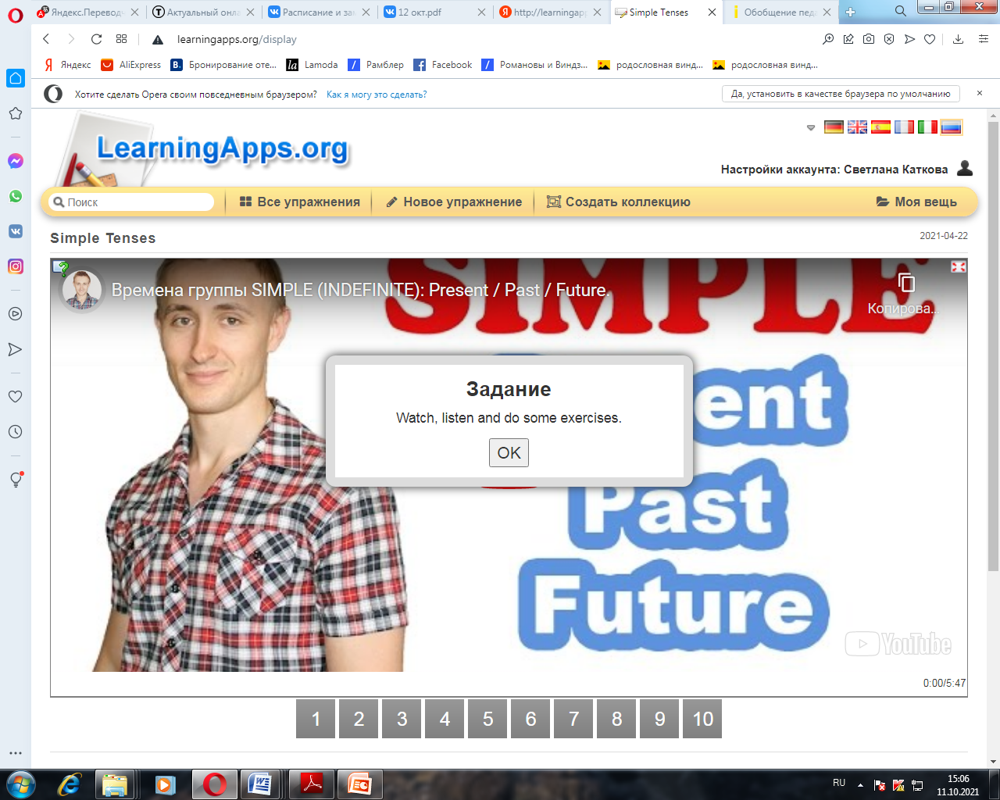 Яндекс.Перевод
Актуальный онла
Расписание и зам
12 окт.pdf
http://learningapp
Simple Tenses
Обобщение педа
learningapps.org/display
Яндекс
AliExpress
Бронирование оте...
Lamoda
Рамблер
Facebook
Романовы и Виндз...
родословная винд...
родословная винд...
Хотите сделать Opera своим повседневным браузером? Как я могу это сделать?
Да, установить в качестве браузера по умолчанию
LearningApps.org
Настройки аккаунта: Светлана Каткова
Поиск
Все упражнения
Новое упражнение
Создать коллекцию
Моя вещь
Simple Tenses
2021-04-22
SIMPLE
Времена группы SIMPLE (INDEFINITE): Present / Past / Future.
Копирова...
ent
Past
Future
Задание
Watch, listen and do some exercises.
OK
YouTube
0:00/5:47
1 2 3 4 5 6 7 8 9 10
RU
15:06
11.10.2021